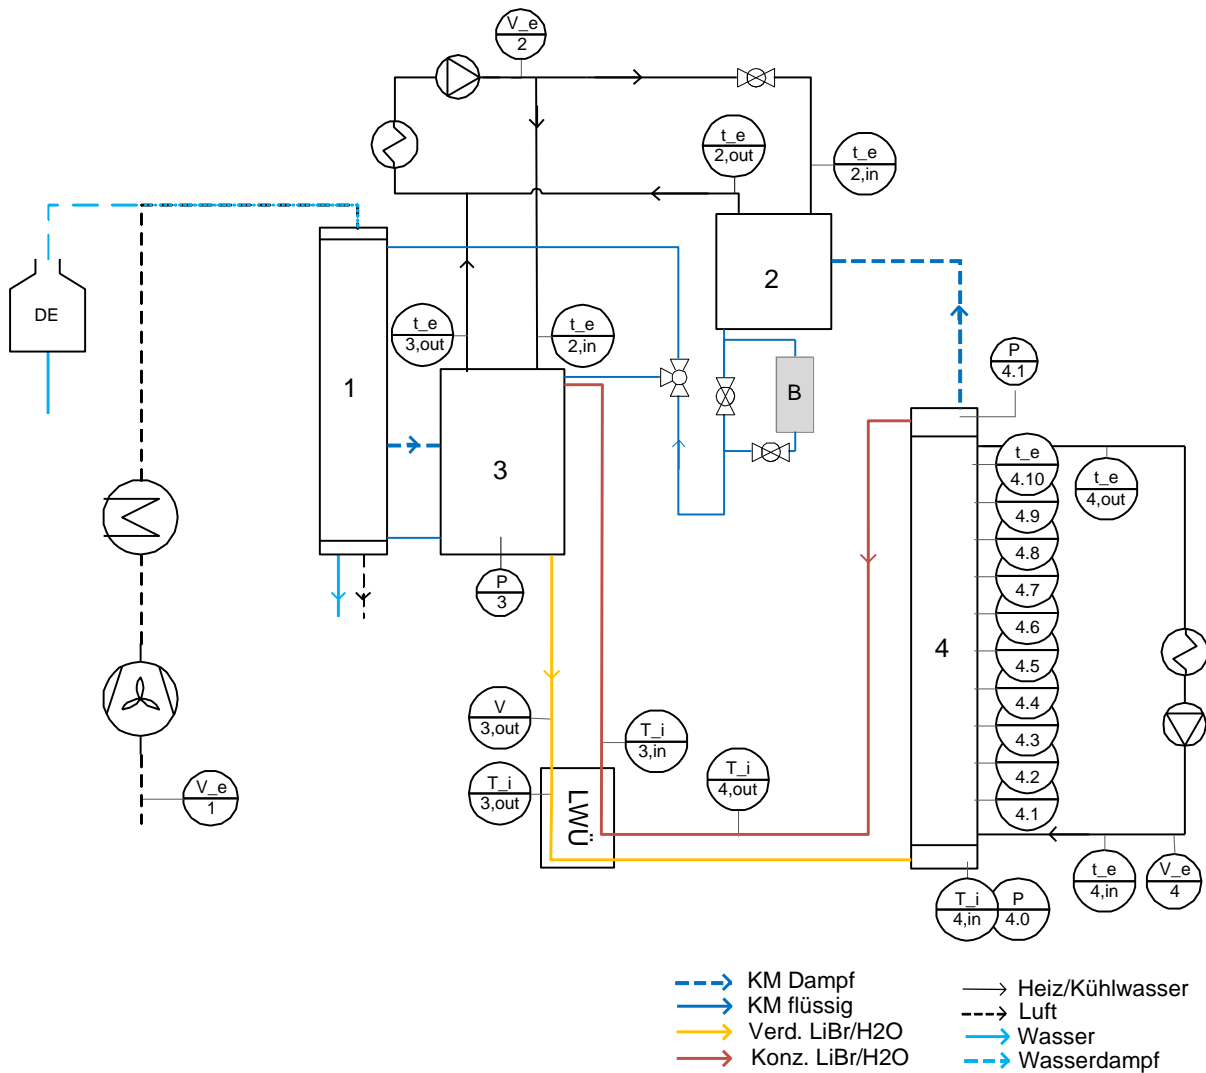 V_e
2
t_e
2,out
t_e
2,in
DE
2
t_e
3,out
t_e
2,in
P
4.1
1
B
3
t_e
4.10
t_e
4,out
4.9
4.8
4.7
P
3
4.6
4
4.5
4.4
V
3,out
T_i
3,in
4.3
T_i
3,out
T_i
4,out
4.2
V_e
1
LWÜ
4.1
t_e
4,in
V_e
4
T_i
4,in
P
4.0
KM Dampf
KM flüssig
Verd. LiBr/H2O
Konz. LiBr/H2O
Heiz/Kühlwasser
Luft
Wasser
Wasserdampf